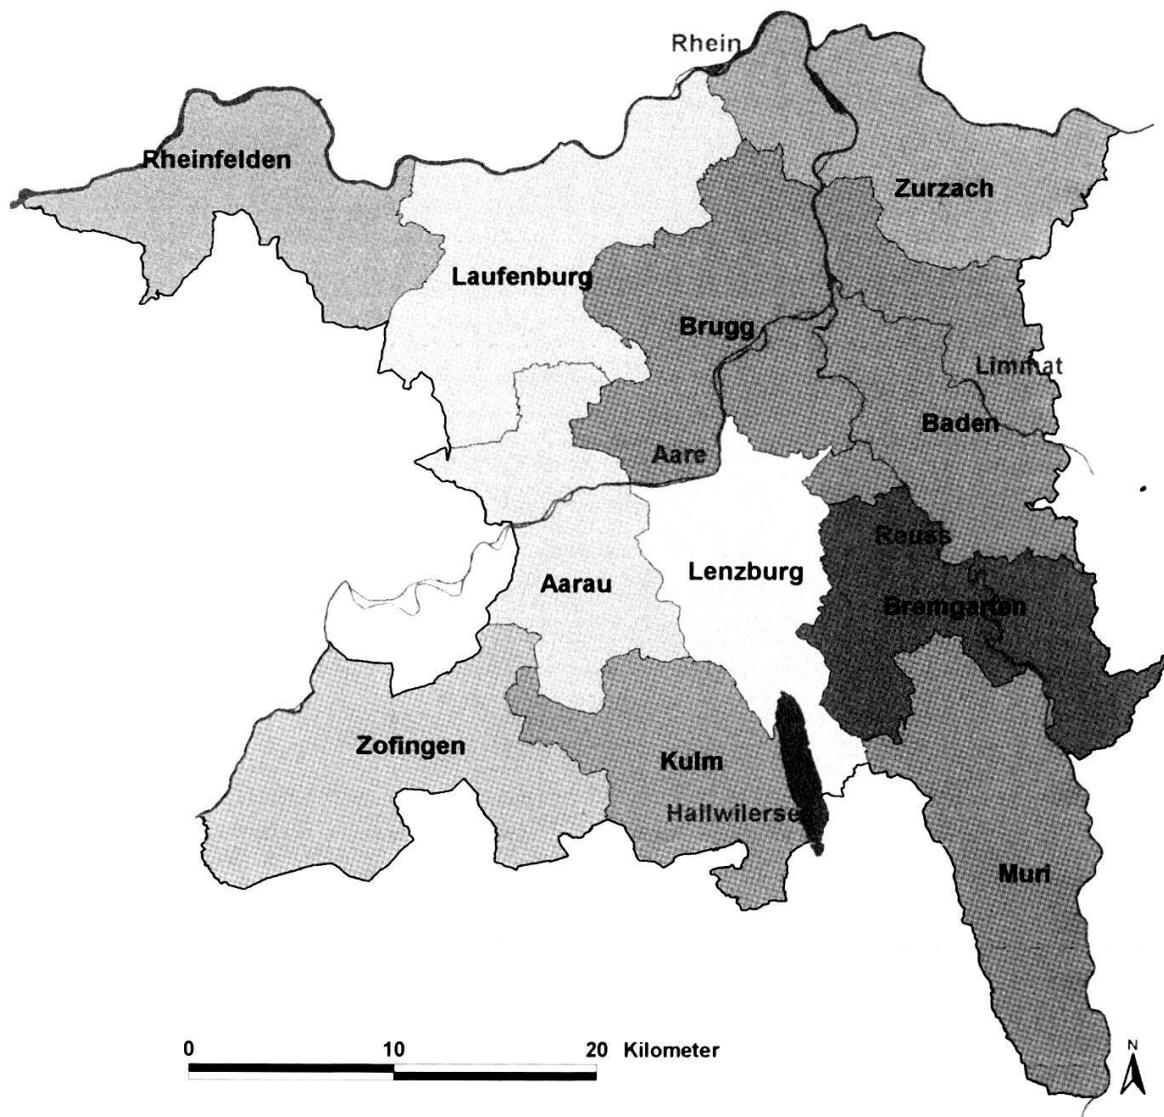 Rhein
Rheinfelden
Zurzach
Laufenburg
Brugg
Limmat
Baden
Aare
Reuss
Lenzburg
Aarau
Bremgarten
Zofingen
Kulm
Hallwilerse
Muri
N
0 10 20 Kilometer